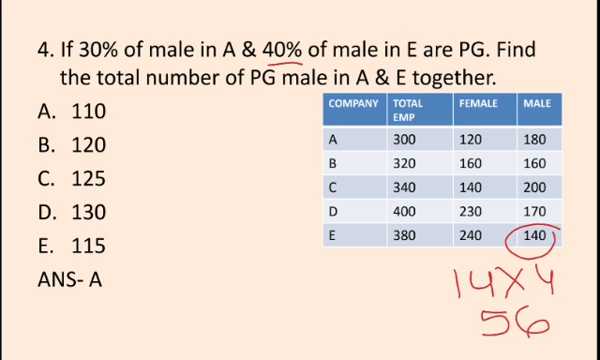 4. If 30% of male in A & 40% of male in E are PG. Find
the total number of PG male in A & E together.
A. 110
B. 120
C. 125
D. 130
E. 115
ANS- A
COMPANY TOTAL EMP FEMALE MALE
A 300 120 180
B 320 160 160
C 340 140 200
D 400 230 170
E 380 240 140
14X4
56